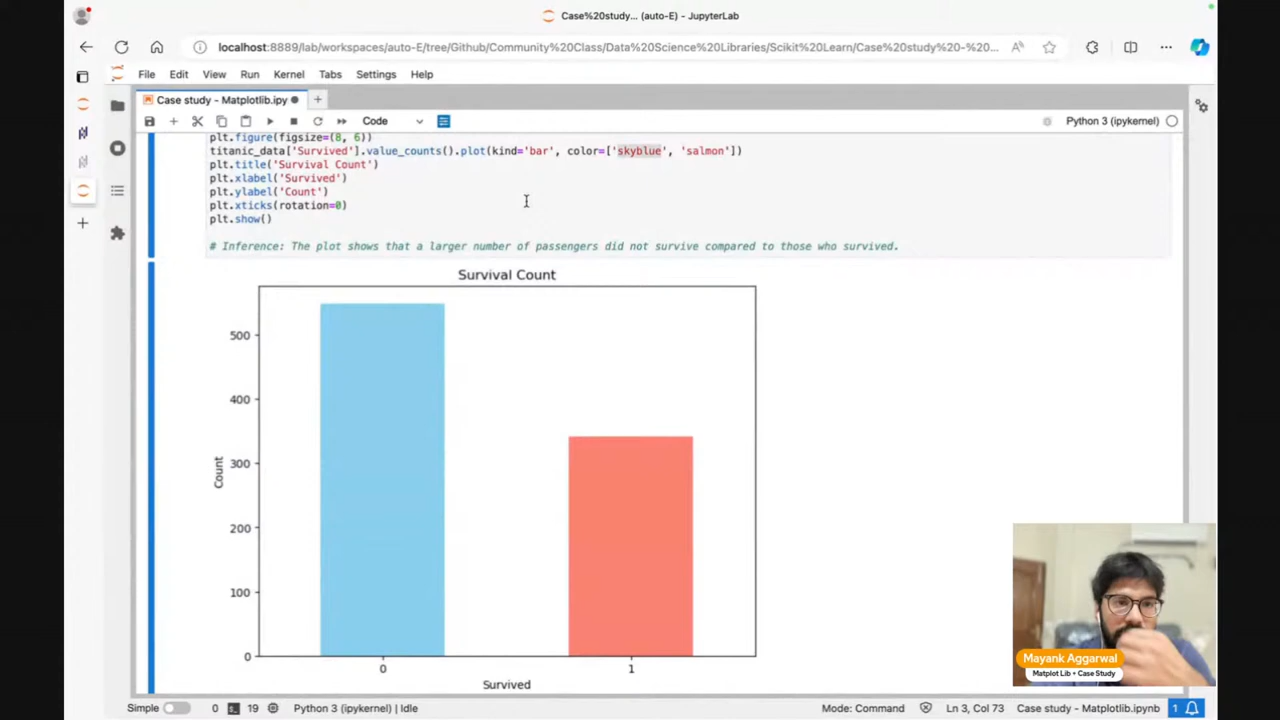 Case%20study... (auto-E) - JupyterLab
localhost:8889/lab/workspaces/auto-E/tree/Github/Community%20Class/Data%20Science%20Libraries/Scikit%20Learn/Case%20study%20-%20...
File Edit View Run Kernel Tabs Settings Help
Case study - Matplotlib.ipy
Code
Python 3 (ipykernel)
plt.figure(figsize=(8, 6))
titanic_data['Survived'].value_counts().plot(kind='bar', color=['skyblue', 'salmon'])
plt.title('Survival Count')
plt.xlabel('Survived')
plt.ylabel('Count')
plt.xticks(rotation=0)
plt.show()
# Inference: The plot shows that a larger number of passengers did not survive compared to those who survived.
Survival Count
500
400
300
200
100
0
Count
0 1
Survived
Mayank Aggarwal
Matplot Lib + Case Study
Simple 0 19 Python 3 (ipykernel) | Idle Mode: Command Ln 3, Col 73 Case study - Matplotlib.ipynb 1